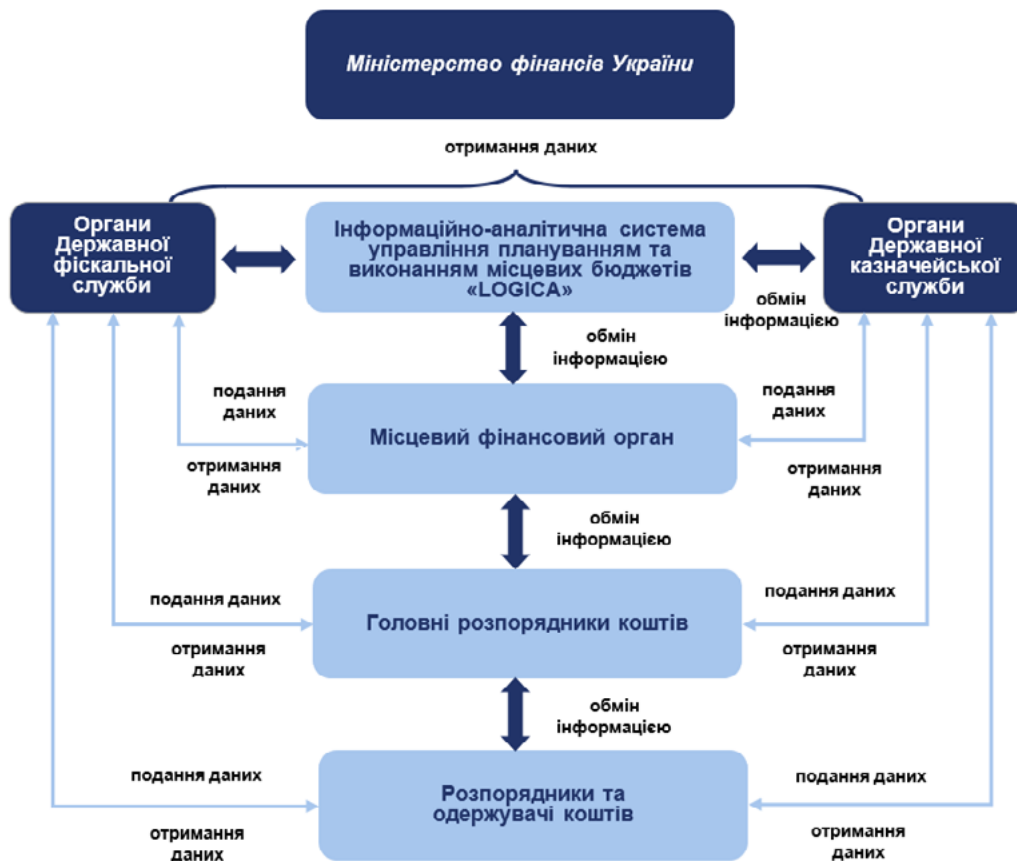 Міністерство фінансів України
отримання даних
Органи
Державної
фіскальної
служби
Інформаційно-аналітична система
управління плануванням та
виконанням місцевих бюджетів
«LOGICA»
Органи
Державної
казначейської
служби
обмін
інформацією
обмін
інформацією
подання
даних
подання
даних
Місцевий фінансовий орган
отримання
даних
отримання
даних
обмін
інформацією
подання даних
подання даних
Головні розпорядники коштів
отримання
даних
отримання
даних
обмін
інформацією
подання даних
подання даних
Розпорядники та
одержувачі коштів
отримання
даних
отримання
даних